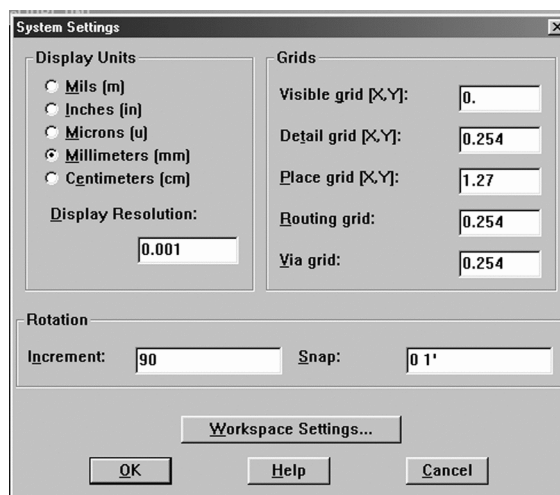 System Settings
Display Units
Mils (m)
Inches (in)
Microns (u)
Millimeters (mm)
Centimeters (cm)
Display Resolution:
0.001
Grids
Visible grid [X,Y]:
0.
Detail grid [X,Y]:
0.254
Place grid [X,Y]:
1.27
Routing grid:
0.254
Via grid:
0.254
Rotation
Increment:
90
Snap:
0 1'
Workspace Settings...
OK
Help
Cancel